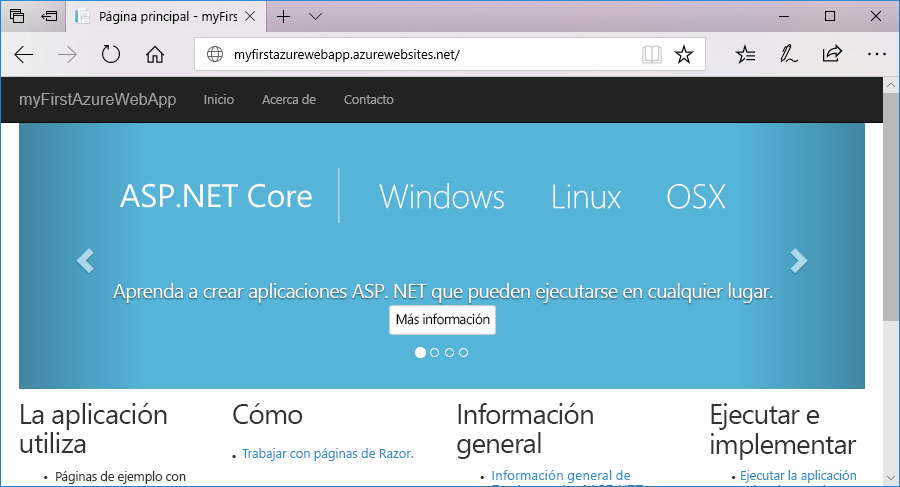 Página principal - myFirs
myfirstazurewebapp.azurewebsites.net/
myFirstAzureWebApp Inicio Acerca de Contacto
ASP.NET Core Windows Linux OSX
Aprenda a crear aplicaciones ASP. NET que pueden ejecutarse en cualquier lugar.
Más información
La aplicación
utiliza
Páginas de ejemplo con
Cómo
Trabajar con páginas de Razor.
Información
general
Información general de
Ejecutar e
implementar
Ejecutar la aplicación